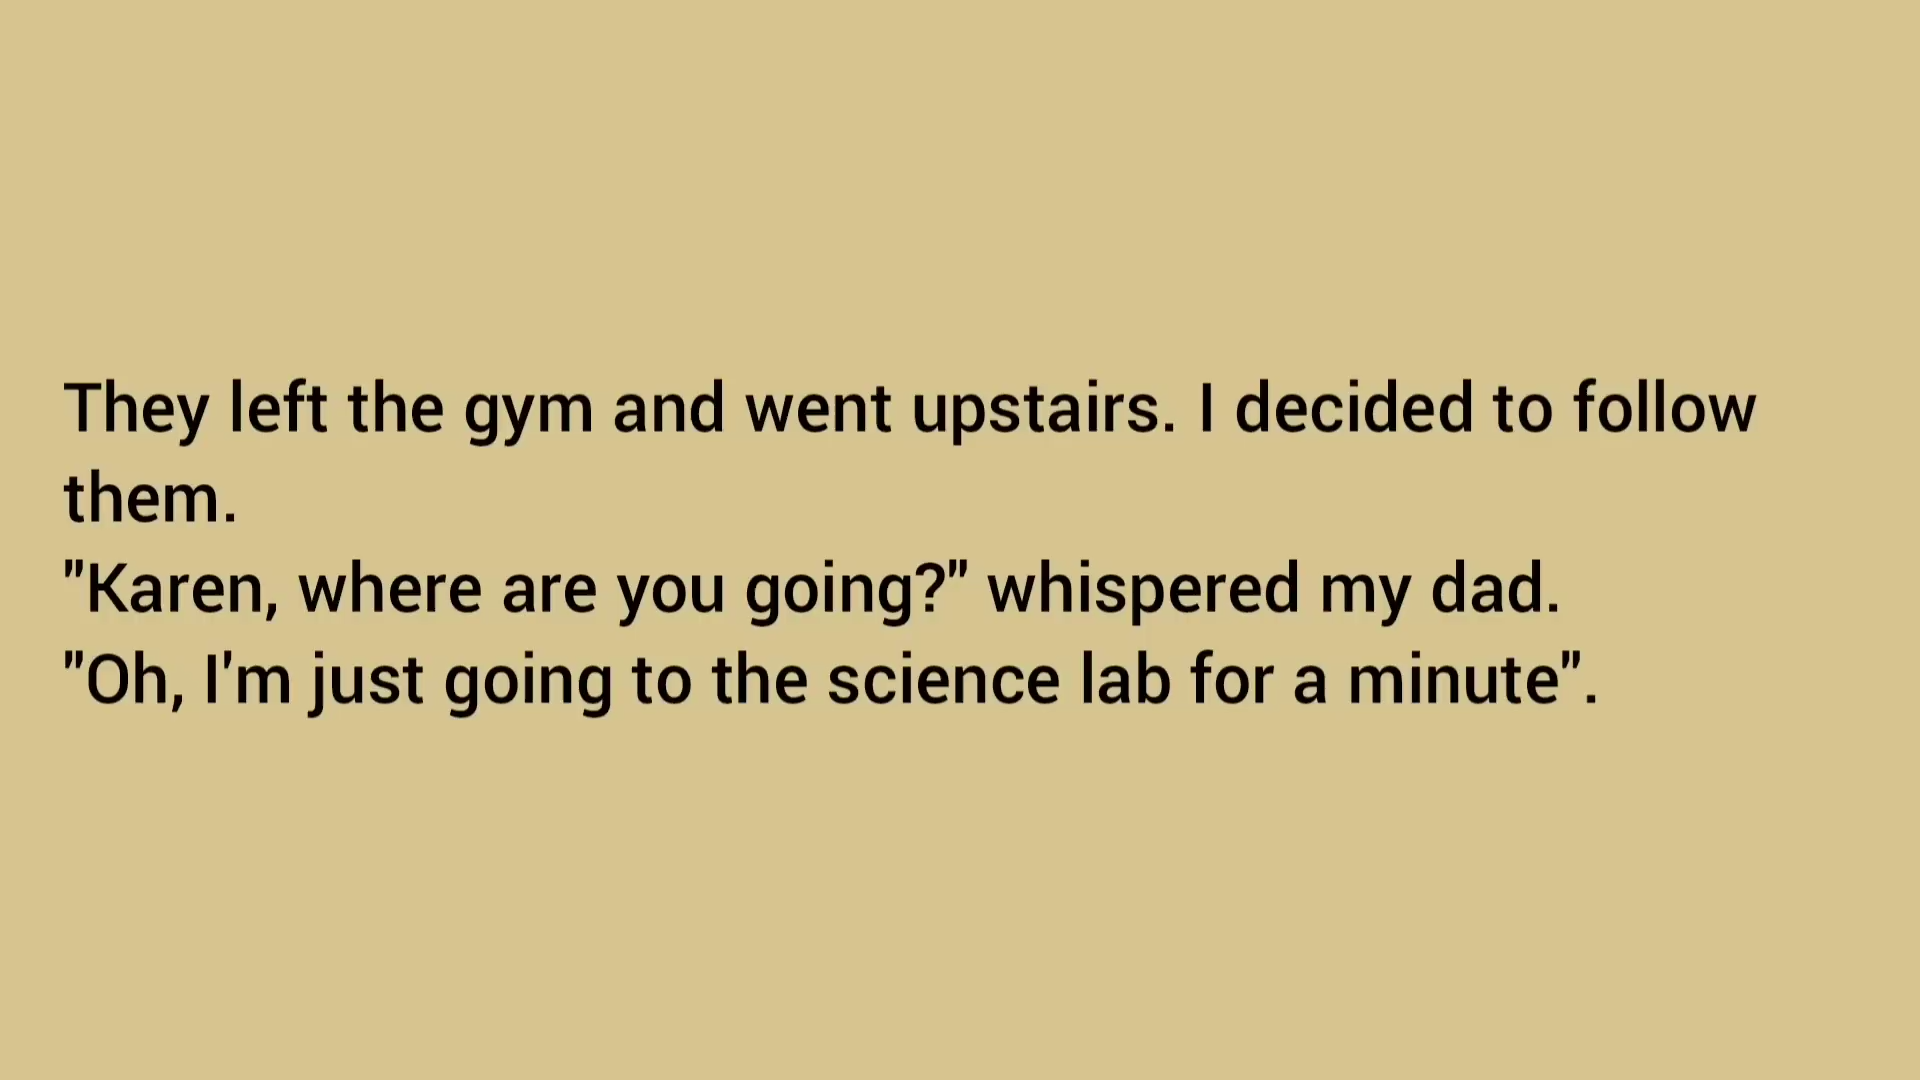 They left the gym and went upstairs. I decided to follow
them.
"Karen, where are you going?" whispered my dad.
"Oh, I'm just going to the science lab for a minute".